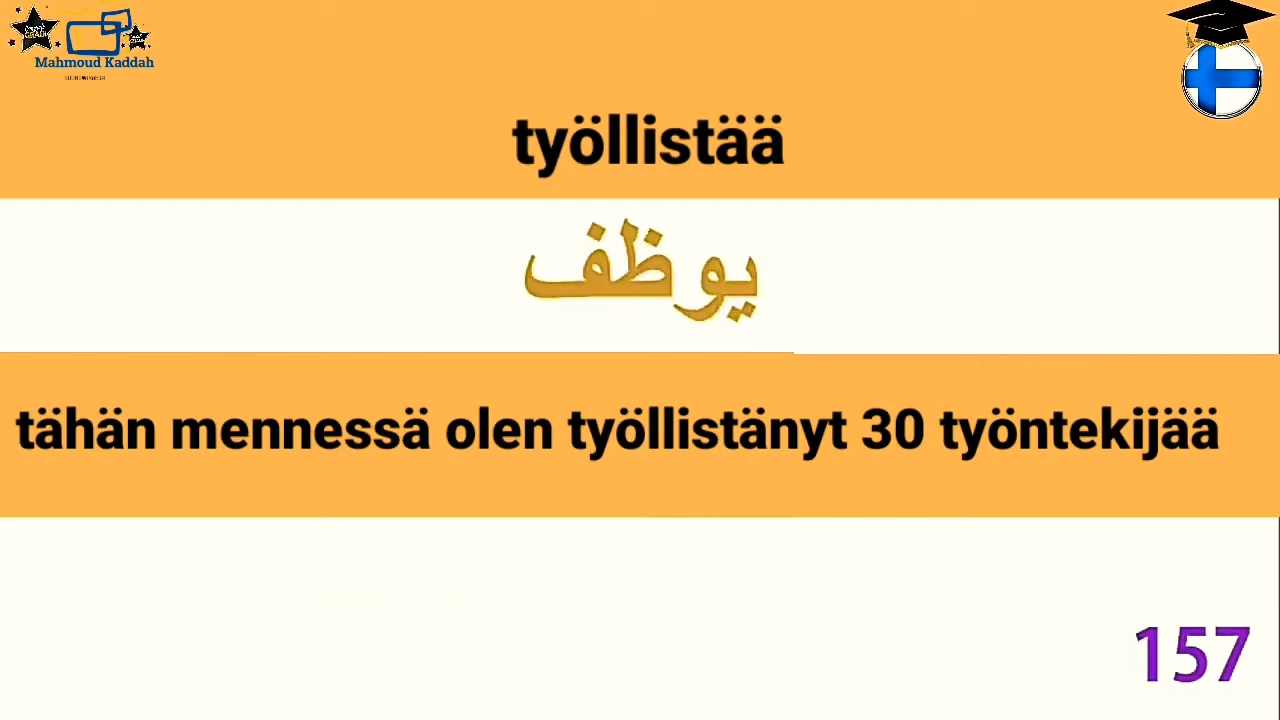 Mahmoud Kaddah
työllistää
يوظف
tähän mennessä olen työllistänyt 30 työntekijää
157